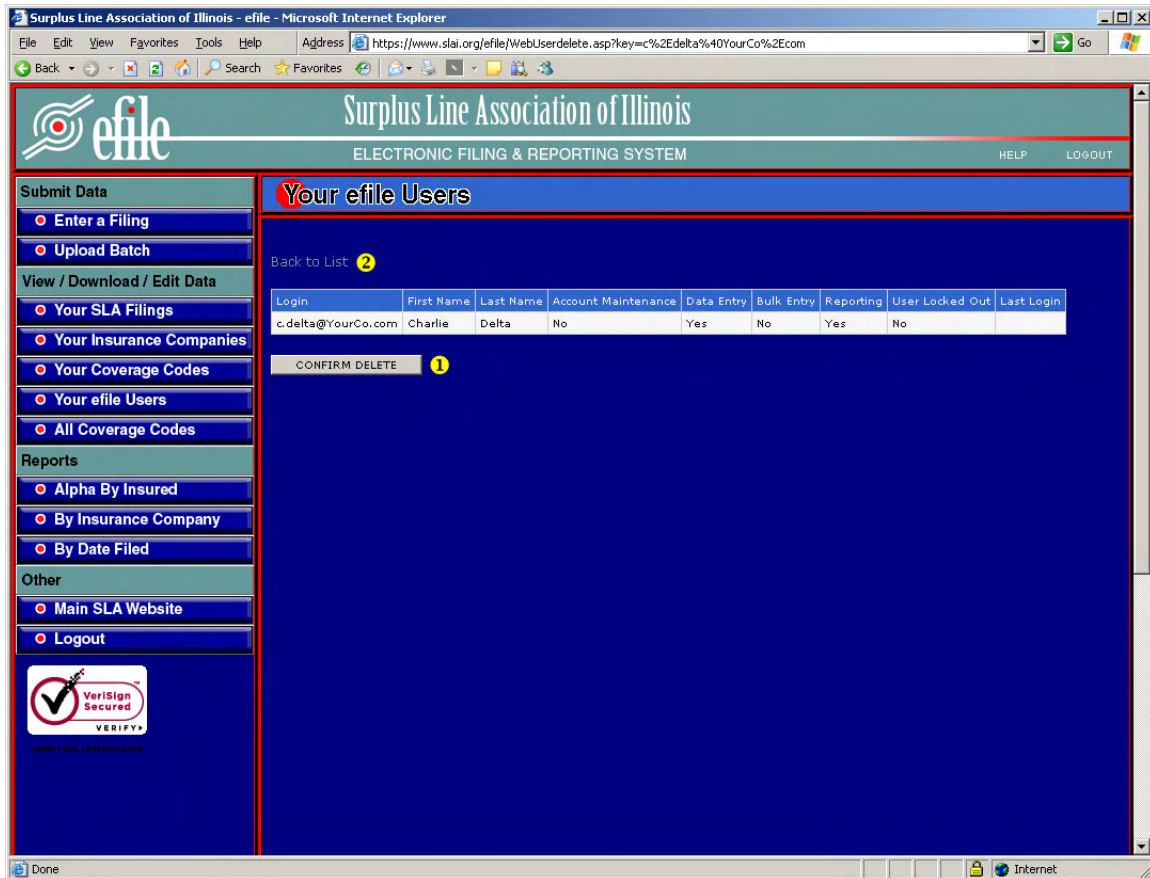 Surplus Line Association of Illinois - efile - Microsoft Internet Explorer
File Edit View Favorites Tools Help Address https://www.slai.org/efile/WebUserdelete.asp?key=c%2Edelta%40YourCo%2Ecom Go
Back Search Favorites
efile
Surplus Line Association of Illinois
ELECTRONIC FILING & REPORTING SYSTEM
HELP LOGOUT
Submit Data
Enter a Filing
Upload Batch
View / Download / Edit Data
Your SLA Filings
Your Insurance Companies
Your Coverage Codes
Your efile Users
All Coverage Codes
Reports
Alpha By Insured
By Insurance Company
By Date Filed
Other
Main SLA Website
Logout
VeriSign
Secured
VERIFY
ABOUT SSL CERTIFICATES
Your efile Users
Back to List 2
Login First Name Last Name Account Maintenance Data Entry Bulk Entry Reporting User Locked Out Last Login
c.delta@YourCo.com Charlie Delta No Yes No Yes No
CONFIRM DELETE 1
Done Internet